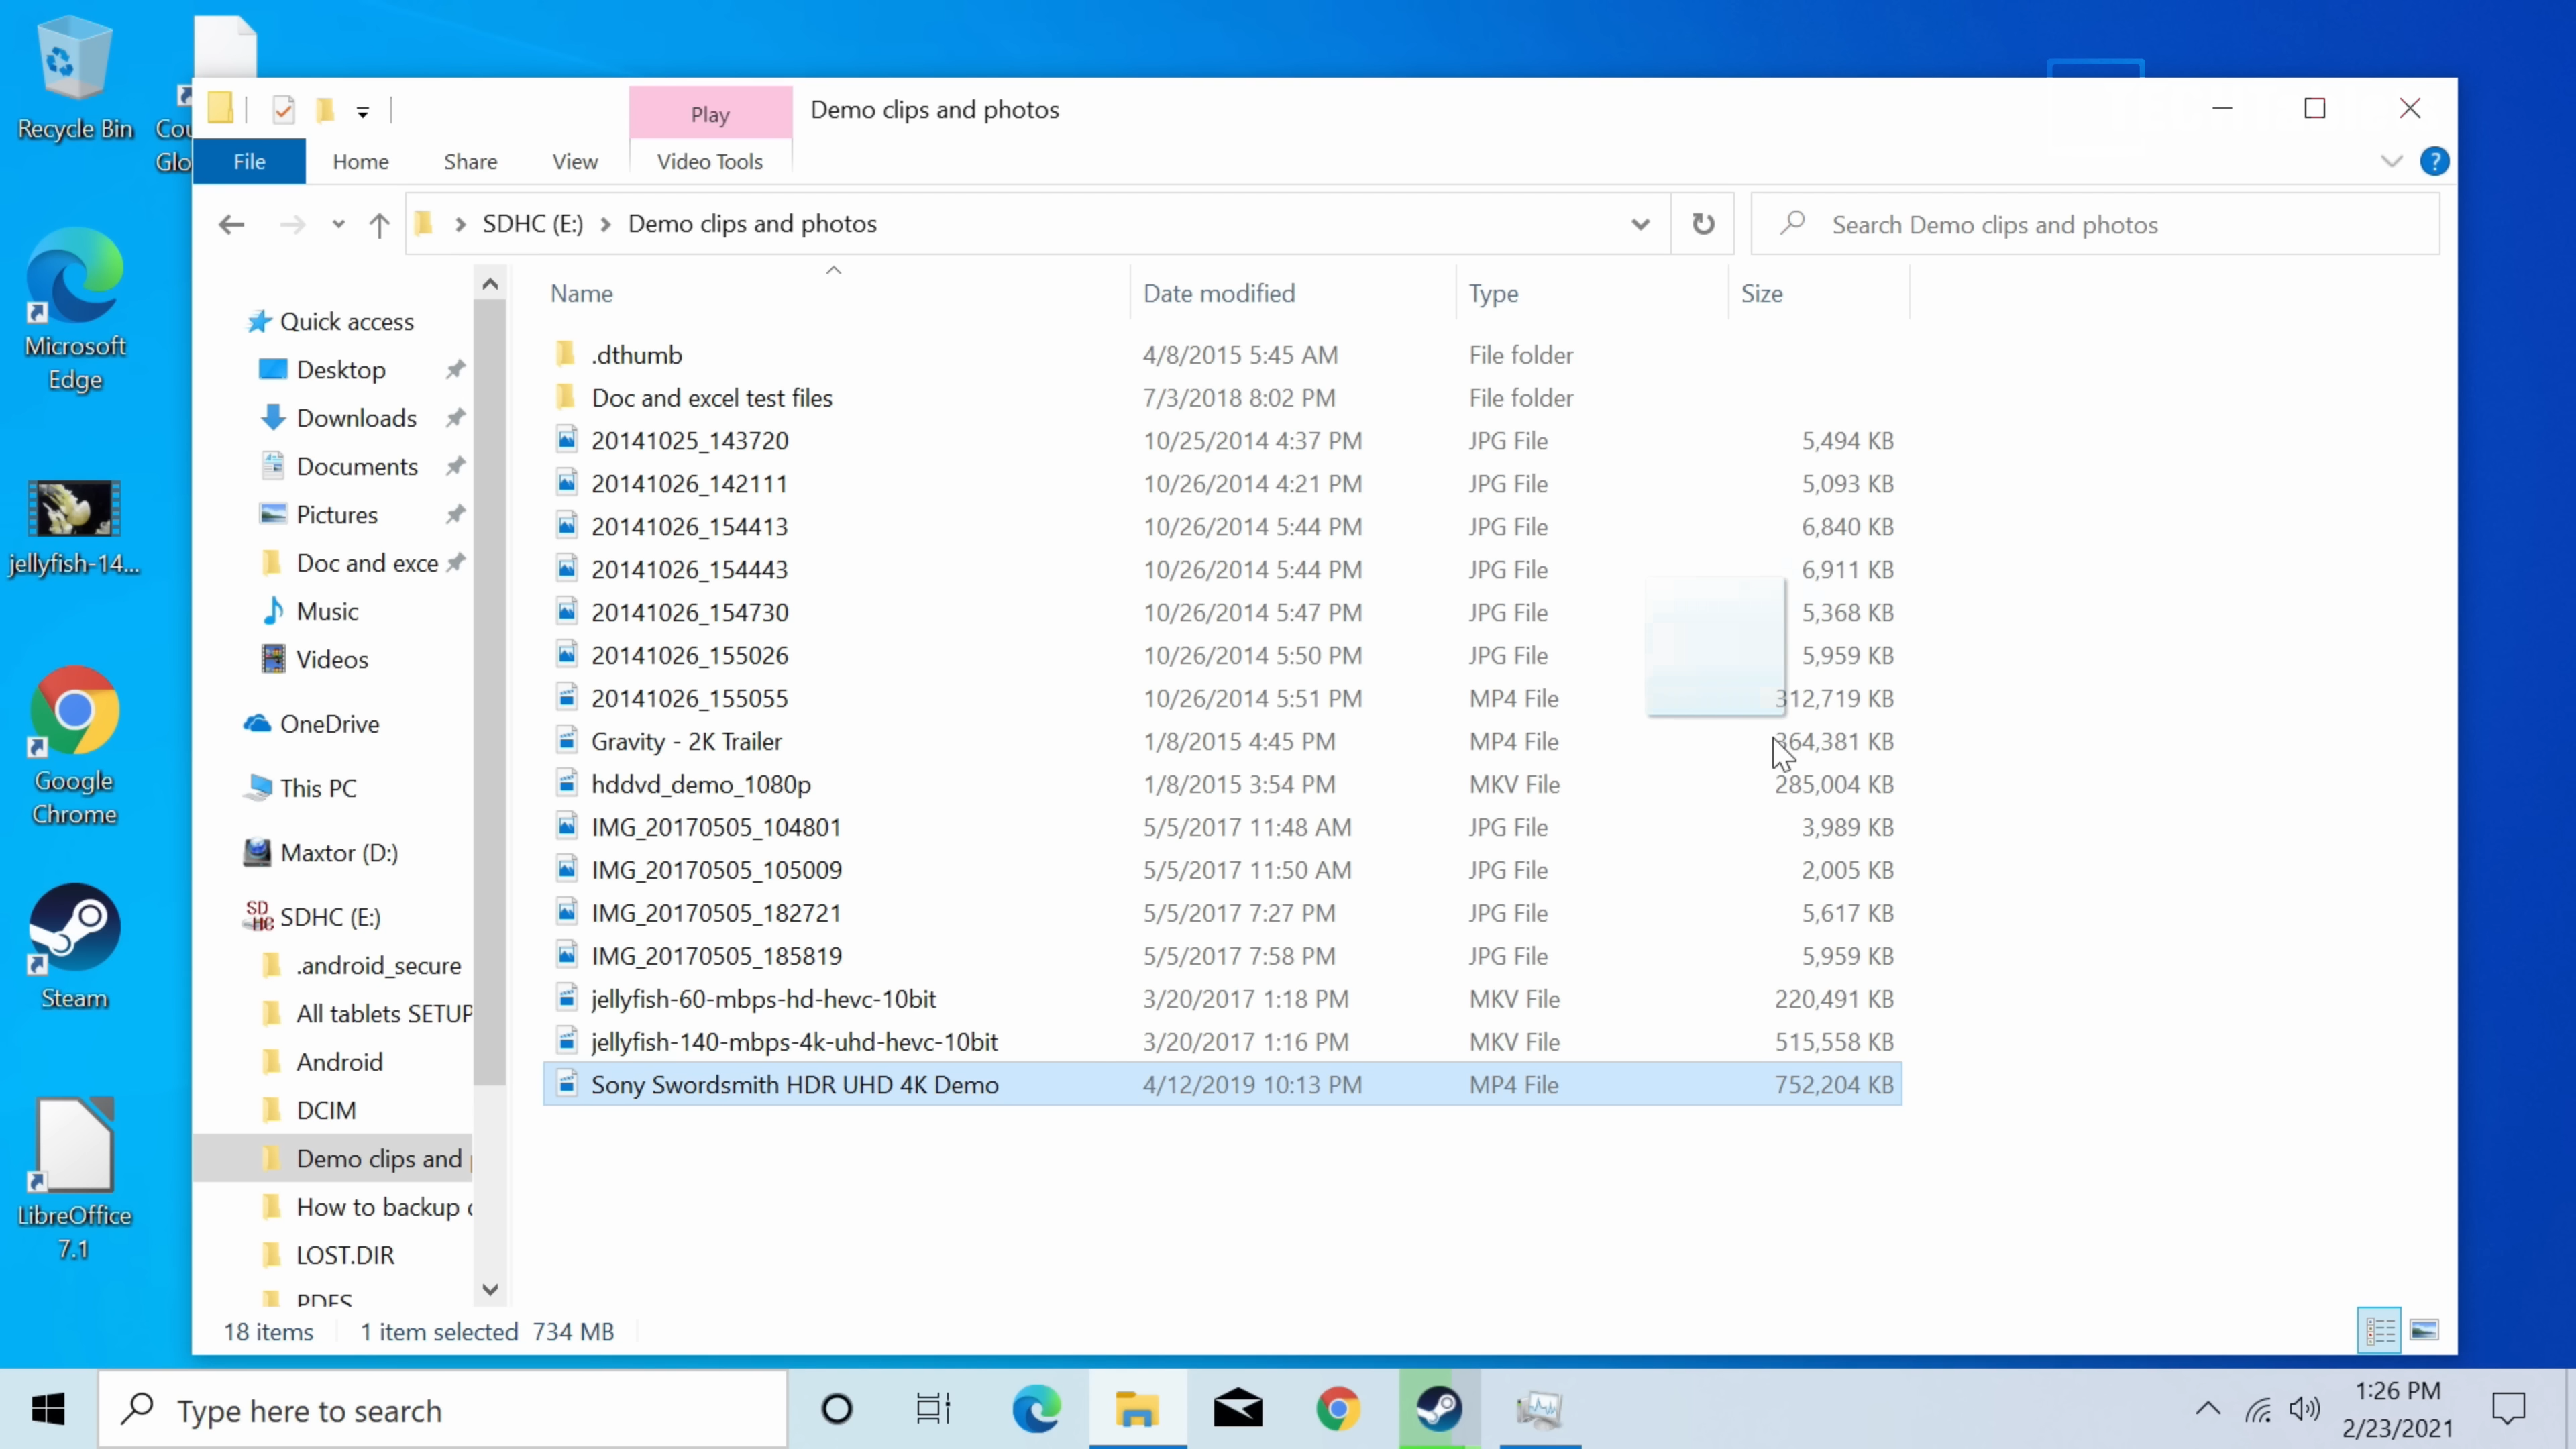 Recycle Bin
Cou
Glo
Microsoft
Edge
jellyfish-14...
Google
Chrome
Steam
LibreOffice
7.1
Play
Demo clips and photos
File
Home
Share
View
Video Tools
?
SDHC (E:)
Demo clips and photos
Search Demo clips and photos
Quick access
Desktop
Downloads
Documents
Pictures
Doc and exce
Music
Videos
OneDrive
This PC
Maxtor (D:)
SD
HC
SDHC (E:)
.android_secure
All tablets SETUP
Android
DCIM
Demo clips and
How to backup
LOST.DIR
PDFS
Name Date modified Type Size
.dthumb 4/8/2015 5:45 AM File folder
Doc and excel test files 7/3/2018 8:02 PM File folder
20141025_143720 10/25/2014 4:37 PM JPG File 5,494 KB
20141026_142111 10/26/2014 4:21 PM JPG File 5,093 KB
20141026_154413 10/26/2014 5:44 PM JPG File 6,840 KB
20141026_154443 10/26/2014 5:44 PM JPG File 6,911 KB
20141026_154730 10/26/2014 5:47 PM JPG File 5,368 KB
20141026_155026 10/26/2014 5:50 PM JPG File 5,959 KB
20141026_155055 10/26/2014 5:51 PM MP4 File 312,719 KB
Gravity - 2K Trailer 1/8/2015 4:45 PM MP4 File 364,381 KB
hddvd_demo_1080p 1/8/2015 3:54 PM MKV File 285,004 KB
IMG_20170505_104801 5/5/2017 11:48 AM JPG File 3,989 KB
IMG_20170505_105009 5/5/2017 11:50 AM JPG File 2,005 KB
IMG_20170505_182721 5/5/2017 7:27 PM JPG File 5,617 KB
IMG_20170505_185819 5/5/2017 7:58 PM JPG File 5,959 KB
jellyfish-60-mbps-hd-hevc-10bit 3/20/2017 1:18 PM MKV File 220,491 KB
jellyfish-140-mbps-4k-uhd-hevc-10bit 3/20/2017 1:16 PM MKV File 515,558 KB
Sony Swordsmith HDR UHD 4K Demo 4/12/2019 10:13 PM MP4 File 752,204 KB
18 items 1 item selected 734 MB
Type here to search
1:26 PM
2/23/2021